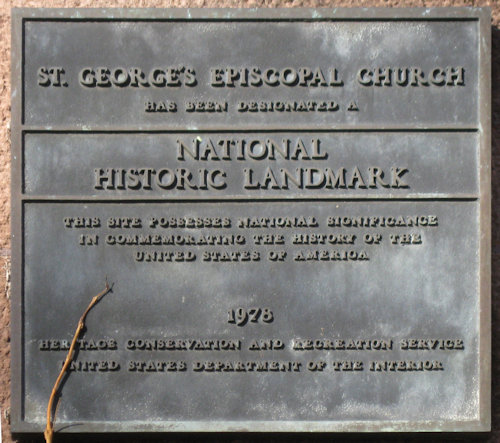 ST. GEORGE'S EPISCOPAL CHURCH
HAS BEEN DESIGNATED A
NATIONAL
HISTORIC LANDMARK
THIS SITE POSSESSES NATIONAL SIGNIFICANCE
IN COMMEMORATING THE HISTORY OF THE
UNITED STATES OF AMERICA
1978
HERITAGE CONSERVATION AND RECREATION SERVICE
UNITED STATES DEPARTMENT OF THE INTERIOR